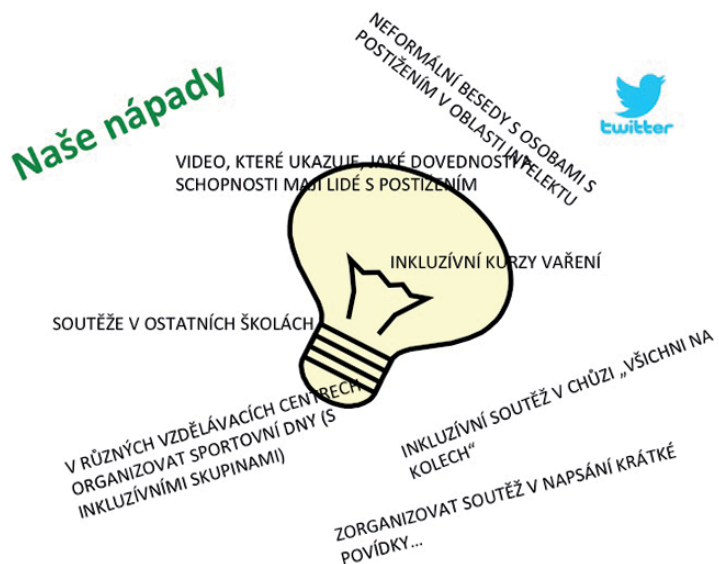 Naše nápady
NEFORMÁLNÍ BESEDY S OSOBAMI S
POSTIŽENÍM V OBLASTI INTELEKTU
twitter
VIDEO, KTERÉ UKAZUJE, JAKÉ DOVEDNOSTI A
SCHOPNOSTI MAJÍ LIDÉ S POSTIŽENÍM
INKLUZÍVNÍ KURZY VAŘENÍ
SOUTĚŽE V OSTATNÍCH ŠKOLÁCH
V RŮZNÝCH VZDĚLÁVACÍCH CENTRECH
ORGANIZOVAT SPORTOVNÍ DNY (S
INKLUZÍVNÍMI SKUPINAMI)
INKLUZÍVNÍ SOUTĚŽ V CHŮZI „VŠICHNI NA
KOLECH“
ZORGANIZOVAT SOUTĚŽ V NAPSÁNÍ KRÁTKÉ
POVÍDKY...